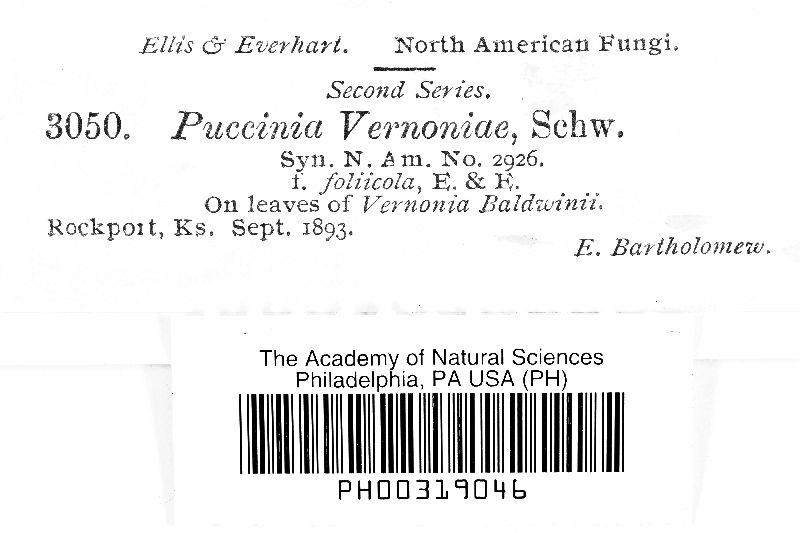 Ellis & Everhart. North American Fungi.
Second Series.
3050. Puccinia Vernoniae, Schw.
Syn. N. Am. No. 2926.
f. foliicola, E. & E.
On leaves of Vernonia Baldwinii.
Rockport, Ks. Sept. 1893.
E. Bartholomew.
The Academy of Natural Sciences
Philadelphia, PA USA (PH)
PH00319046